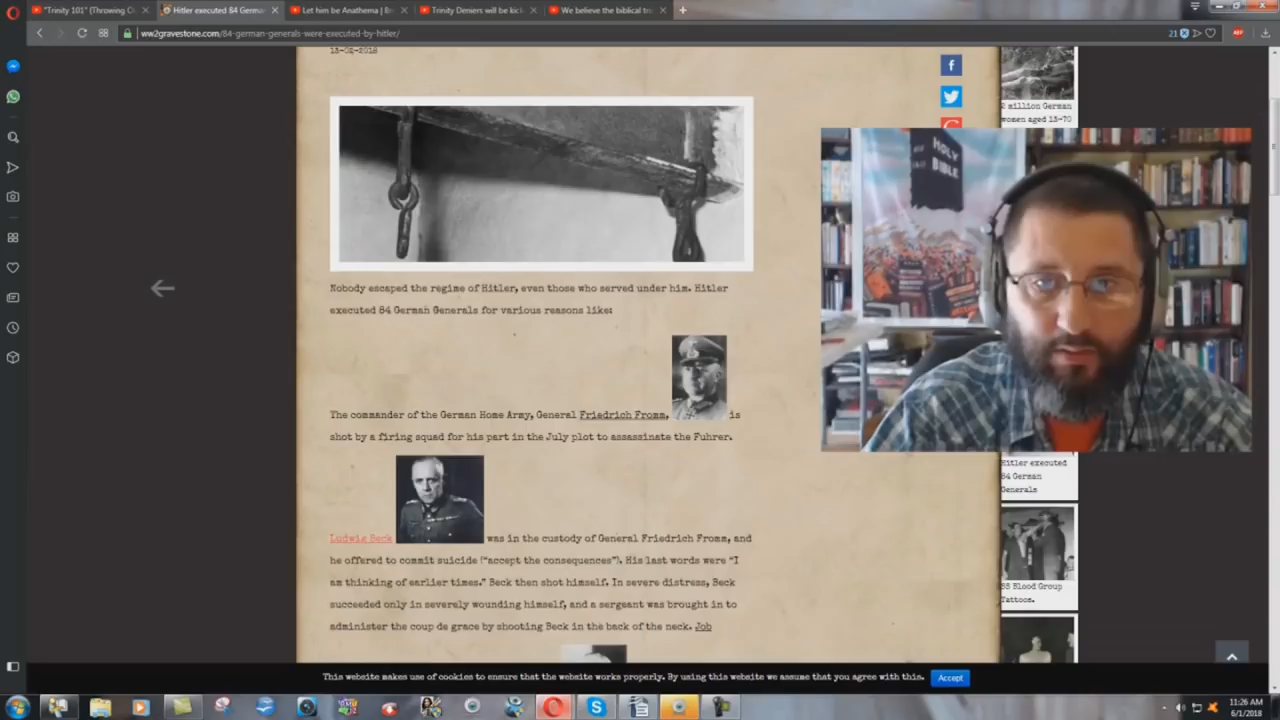 "Trinity 101" (Throwing O
Hitler executed 84 German
Let him be Anathema | B
Trinity Deniers will be kic
We believe the biblical tr
ww2gravestone.com/84-german-generals-were-executed-by-hitler/
21
ABP
15-02-2016
2 million German
women aged 13-70
HOLY
BIBLE
Nobody escaped the regime of Hitler, even those who served under him. Hitler
executed 84 German Generals for various reasons like:
The commander of the German Home Army, General Friedrich Fromm, is
shot by a firing squad for his part in the July plot to assassinate the Fuhrer.
Hitler executed
84 German
Generals
Ludwig Beck was in the custody of General Friedrich Fromm, and
he offered to commit suicide ("accept the consequences"). His last words were "I
am thinking of earlier times." Beck then shot himself. In severe distress, Beck
succeeded only in severely wounding himself, and a sergeant was brought in to
administer the coup de grace by shooting Beck in the back of the neck. Job
SS Blood Group
Tattoos.
This website makes use of cookies to ensure that the website works properly. By using this website we assume that you agree with this. Accept
11:26 AM
6/1/2018